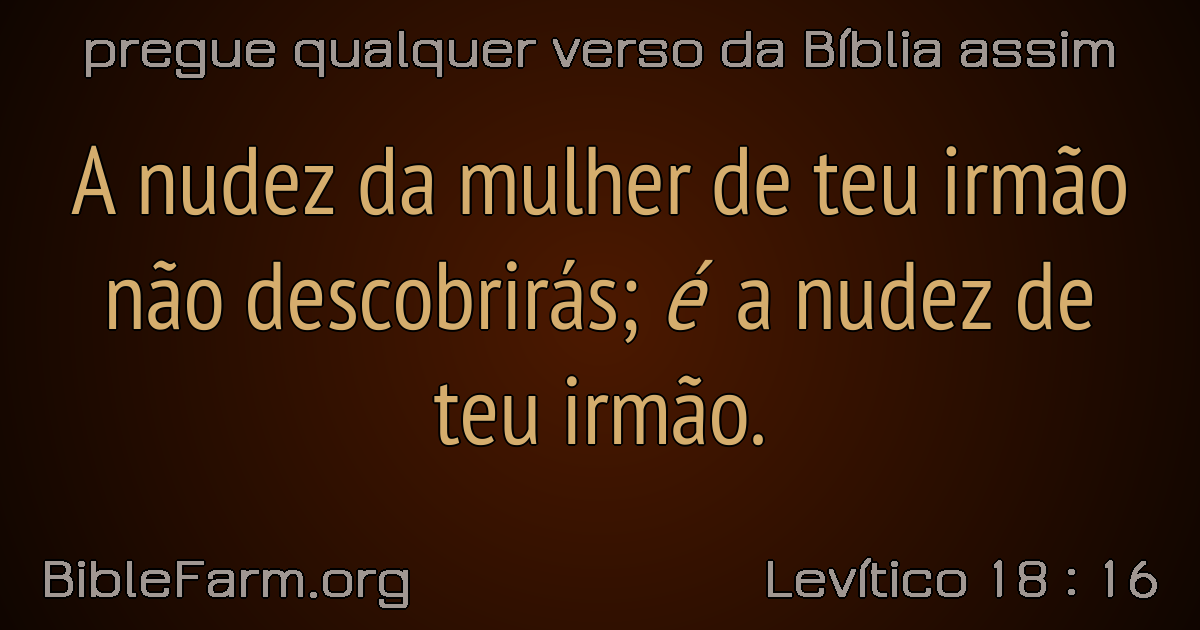 pregue qualquer verso da Bíblia assim
A nudez da mulher de teu irmão
não descobrirás; é a nudez de
teu irmão.
BibleFarm.org
Levítico 18 : 16